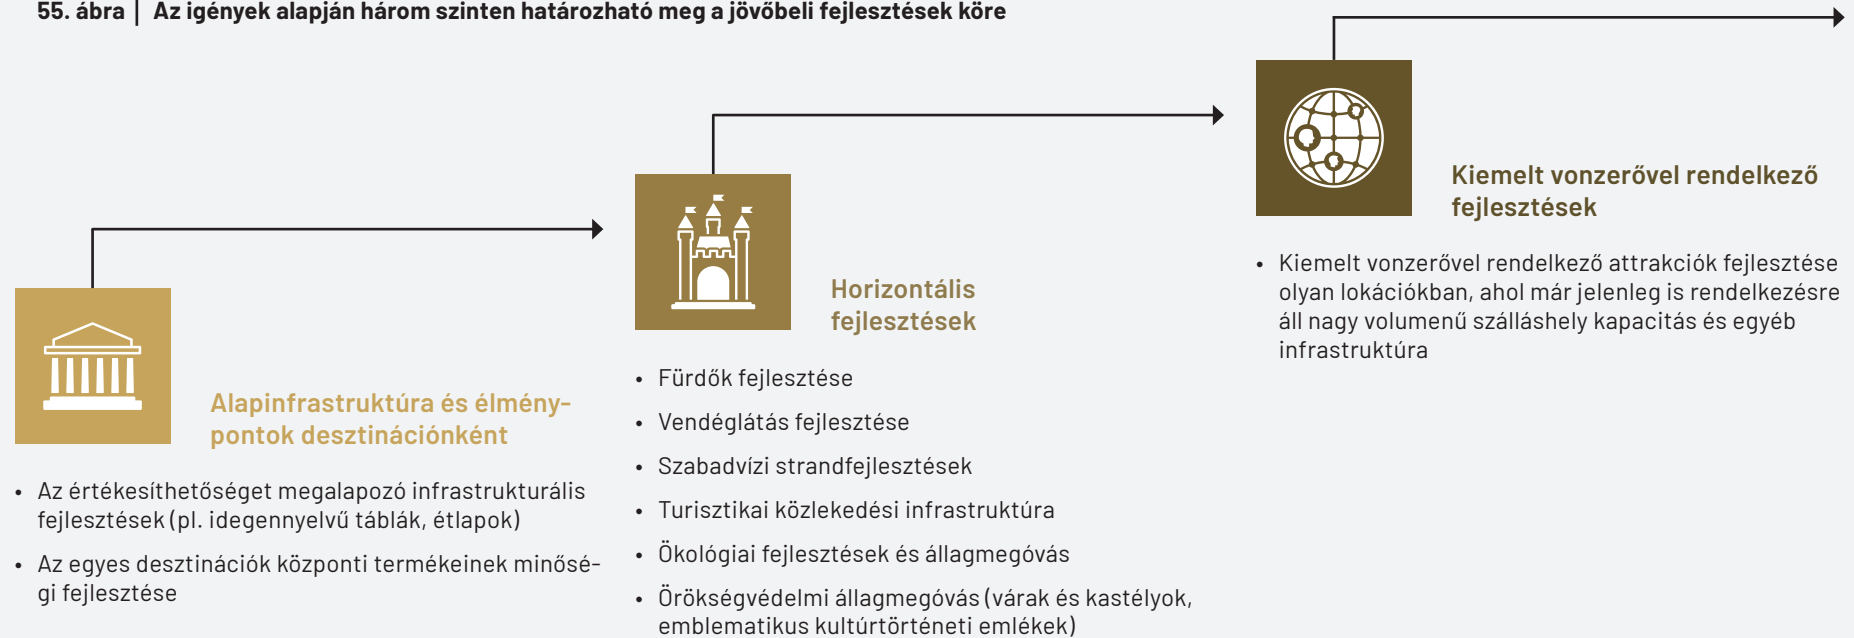 55. ábra │ Az igények alapján három szinten határozható meg a jövőbeli fejlesztések köre
Alapinfrastruktúra és élmény-
pontok desztinációnként
• Az értékesíthetőséget megalapozó infrastrukturális
fejlesztések (pl. idegennyelvű táblák, étlapok)
• Az egyes desztinációk központi termékeinek minősé-
gi fejlesztése
Horizontális
fejlesztések
• Fürdők fejlesztése
• Vendéglátás fejlesztése
• Szabadvízi strandfejlesztések
• Turisztikai közlekedési infrastruktúra
• Ökológiai fejlesztések és állagmegóvás
• Örökségvédelmi állagmegóvás (várak és kastélyok,
emblematikus kultúrtörténeti emlékek)
Kiemelt vonzerővel rendelkező
fejlesztések
• Kiemelt vonzerővel rendelkező attrakciók fejlesztése
olyan lokációkban, ahol már jelenleg is rendelkezésre
áll nagy volumenű szálláshely kapacitás és egyéb
infrastruktúra